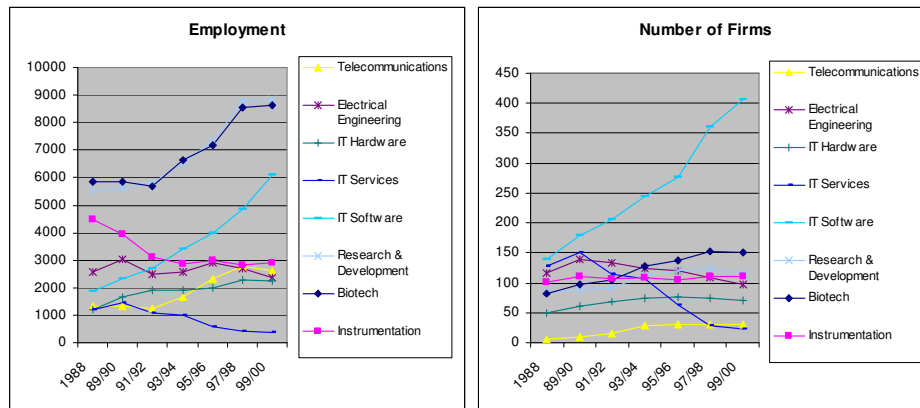 Employment
10000
9000
8000
7000
6000
5000
4000
3000
2000
1000
0
1988
89/90
91/92
93/94
95/96
97/98
99/00
Telecommunications
Electrical
Engineering
IT Hardware
IT Services
IT Software
Research &
Development
Biotech
Instrumentation
Number of Firms
450
400
350
300
250
200
150
100
50
0
1988
89/90
91/92
93/94
95/96
97/98
99/00
Telecommunications
Electrical
Engineering
IT Hardware
IT Services
IT Software
Research &
Development
Biotech
Instrumentation